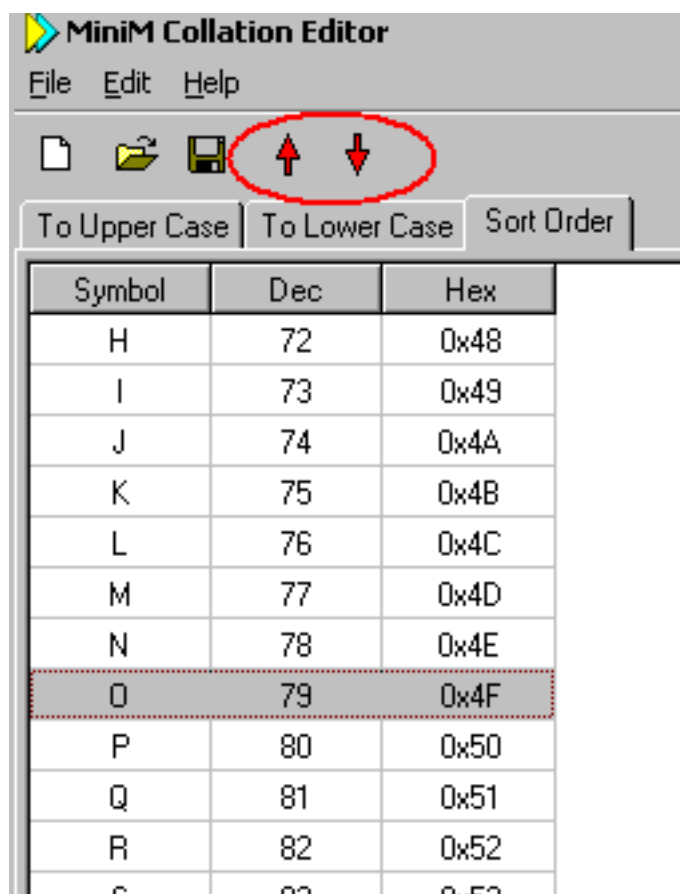 MiniM Collation Editor
File Edit Help
To Upper Case To Lower Case Sort Order
Symbol Dec Hex
H 72 0x48
I 73 0x49
J 74 0x4A
K 75 0x4B
L 76 0x4C
M 77 0x4D
N 78 0x4E
O 79 0x4F
P 80 0x50
Q 81 0x51
R 82 0x52